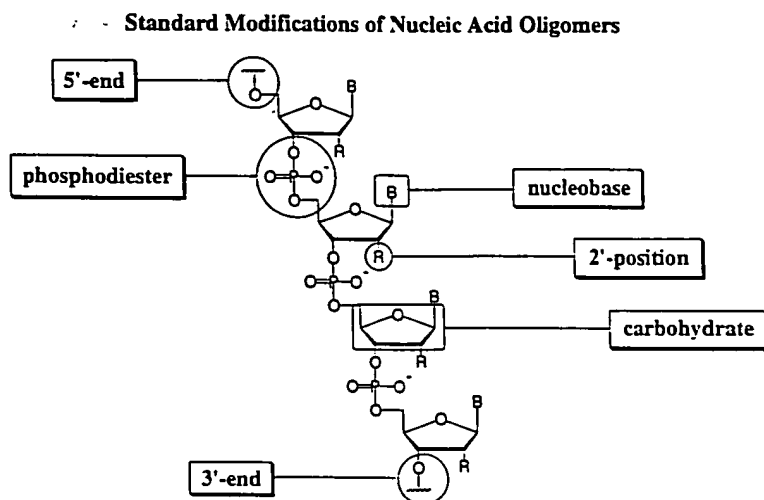 Standard Modifications of Nucleic Acid Oligomers
5'-end
O
O
B
R
phosphodiester
O
O=P-O-
O
O
B
nucleobase
R
2'-position
O
O=P-O-
O
B
O
R
carbohydrate
O
O=P-O-
O
B
O
R
O
3'-end